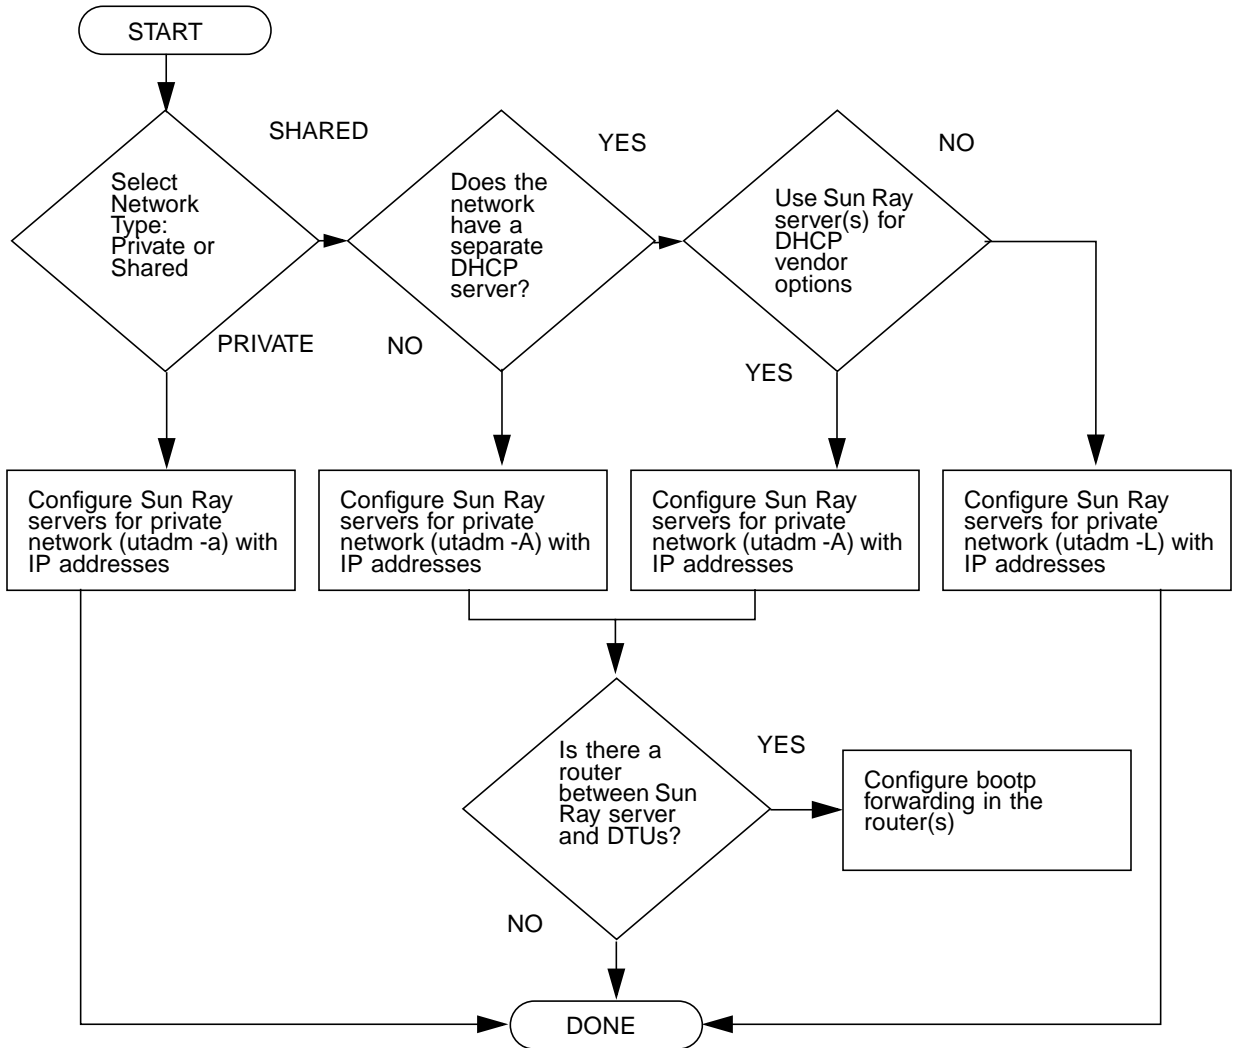 START
SHARED
YES
NO
Select
Network
Type:
Private or
Shared
Does the
network
have a
separate
DHCP
server?
Use Sun Ray
server(s) for
DHCP
vendor
options
PRIVATE
NO
YES
Configure Sun Ray
servers for private
network (utadm -a) with
IP addresses
Configure Sun Ray
servers for private
network (utadm -A) with
IP addresses
Configure Sun Ray
servers for private
network (utadm -A) with
IP addresses
Configure Sun Ray
servers for private
network (utadm -L) with
IP addresses
Is there a
router
between Sun
Ray server
and DTUs?
YES
Configure bootp
forwarding in the
router(s)
NO
DONE